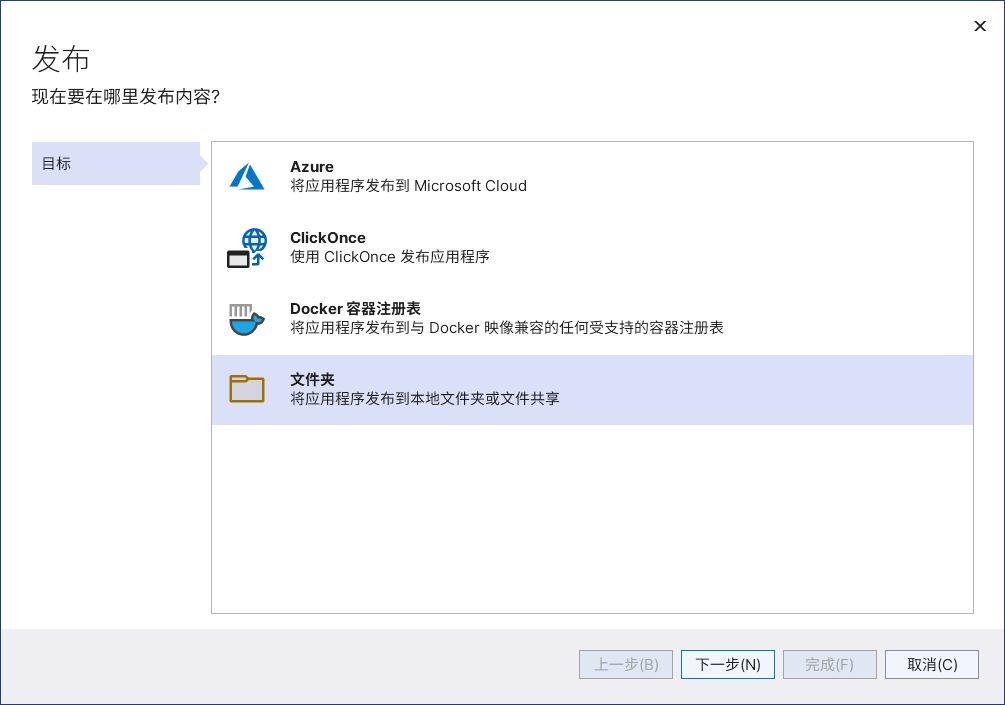 发布
现在要在哪里发布内容?
目标
Azure
将应用程序发布到 Microsoft Cloud
ClickOnce
使用 ClickOnce 发布应用程序
Docker 容器注册表
将应用程序发布到与 Docker 映像兼容的任何受支持的容器注册表
文件夹
将应用程序发布到本地文件夹或文件共享
上一步(B) 下一步(N) 完成(F) 取消(C)